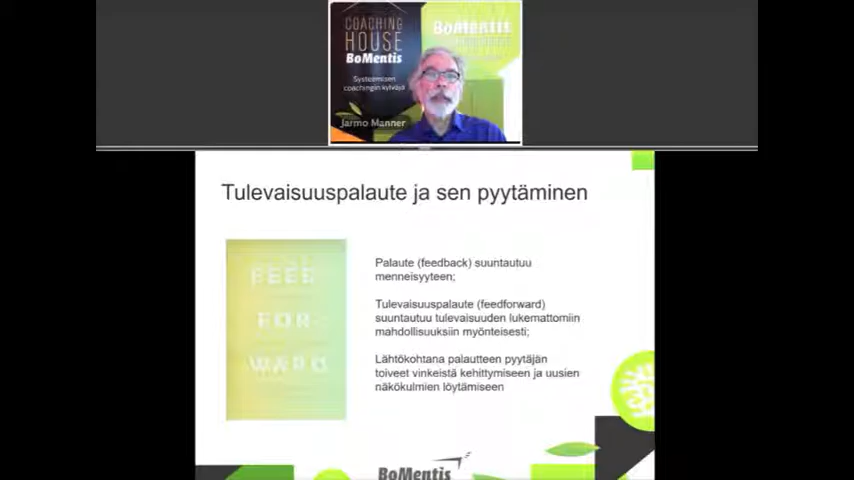 COACHING
HOUSE
BoMentis
BoMentis
Systeemisen
coachingin kylväjä
Jarmo Manner
Tulevaisuuspalaute ja sen pyytäminen
FEED
FOR-
WARD
Palaute (feedback) suuntautuu
menneisyyteen;
Tulevaisuuspalaute (feedforward)
suuntautuu tulevaisuuden lukemattomiin
mahdollisuuksiin myönteisesti;
Lähtökohtana palautteen pyytäjän
toiveet vinkeistä kehittymiseen ja uusien
näkökulmien löytämiseen
BoMentis